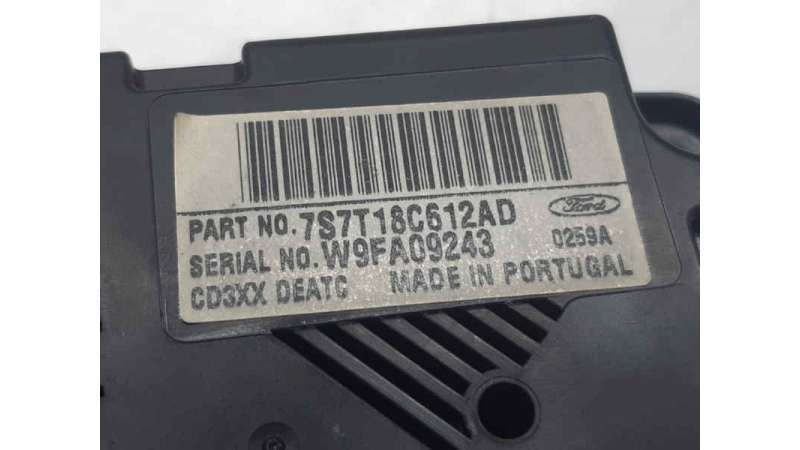 Ford
PART NO. 7S7T18C612AD
SERIAL NO. W9FA09243 0259A
CD3XX DEATC MADE IN PORTUGAL